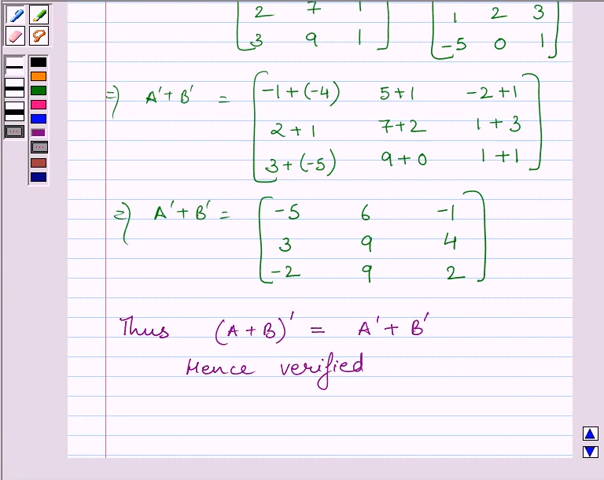 2 7 1 1 2 3
3 9 1 -5 0 1
=) A'+B' = -1+(-4) 5+1 -2+1
2+1 7+2 1+3
3+(-5) 9+0 1+1
=) A'+B' = -5 6 -1
3 9 4
-2 9 2
Thus (A+B)' = A'+B'
Hence verified